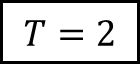 T = 2